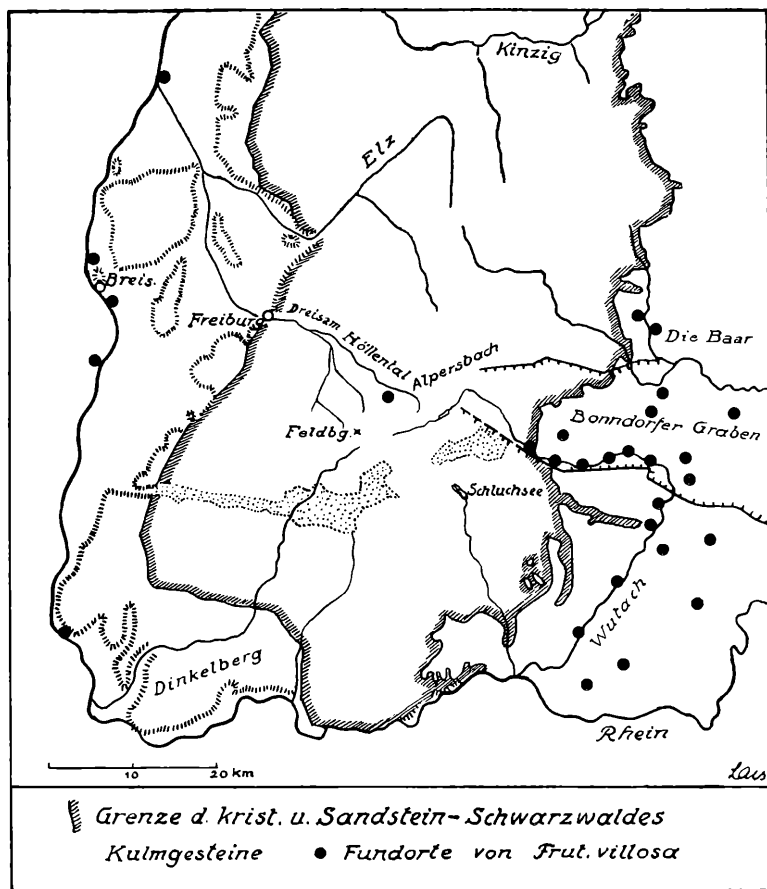 Kinzig
Elz
Breis.
Freiburg
Dreisam
Höllental
Alpersbach
Die Baar
Bonndorfer Graben
Feldbg.
Schluchsee
Wutach
Dinkelberg
Rhein
10 20 km
Lais
Grenze d. krist. u. Sandstein-Schwarzwaldes
Kulmgesteine Fundorte von Frut. villosa